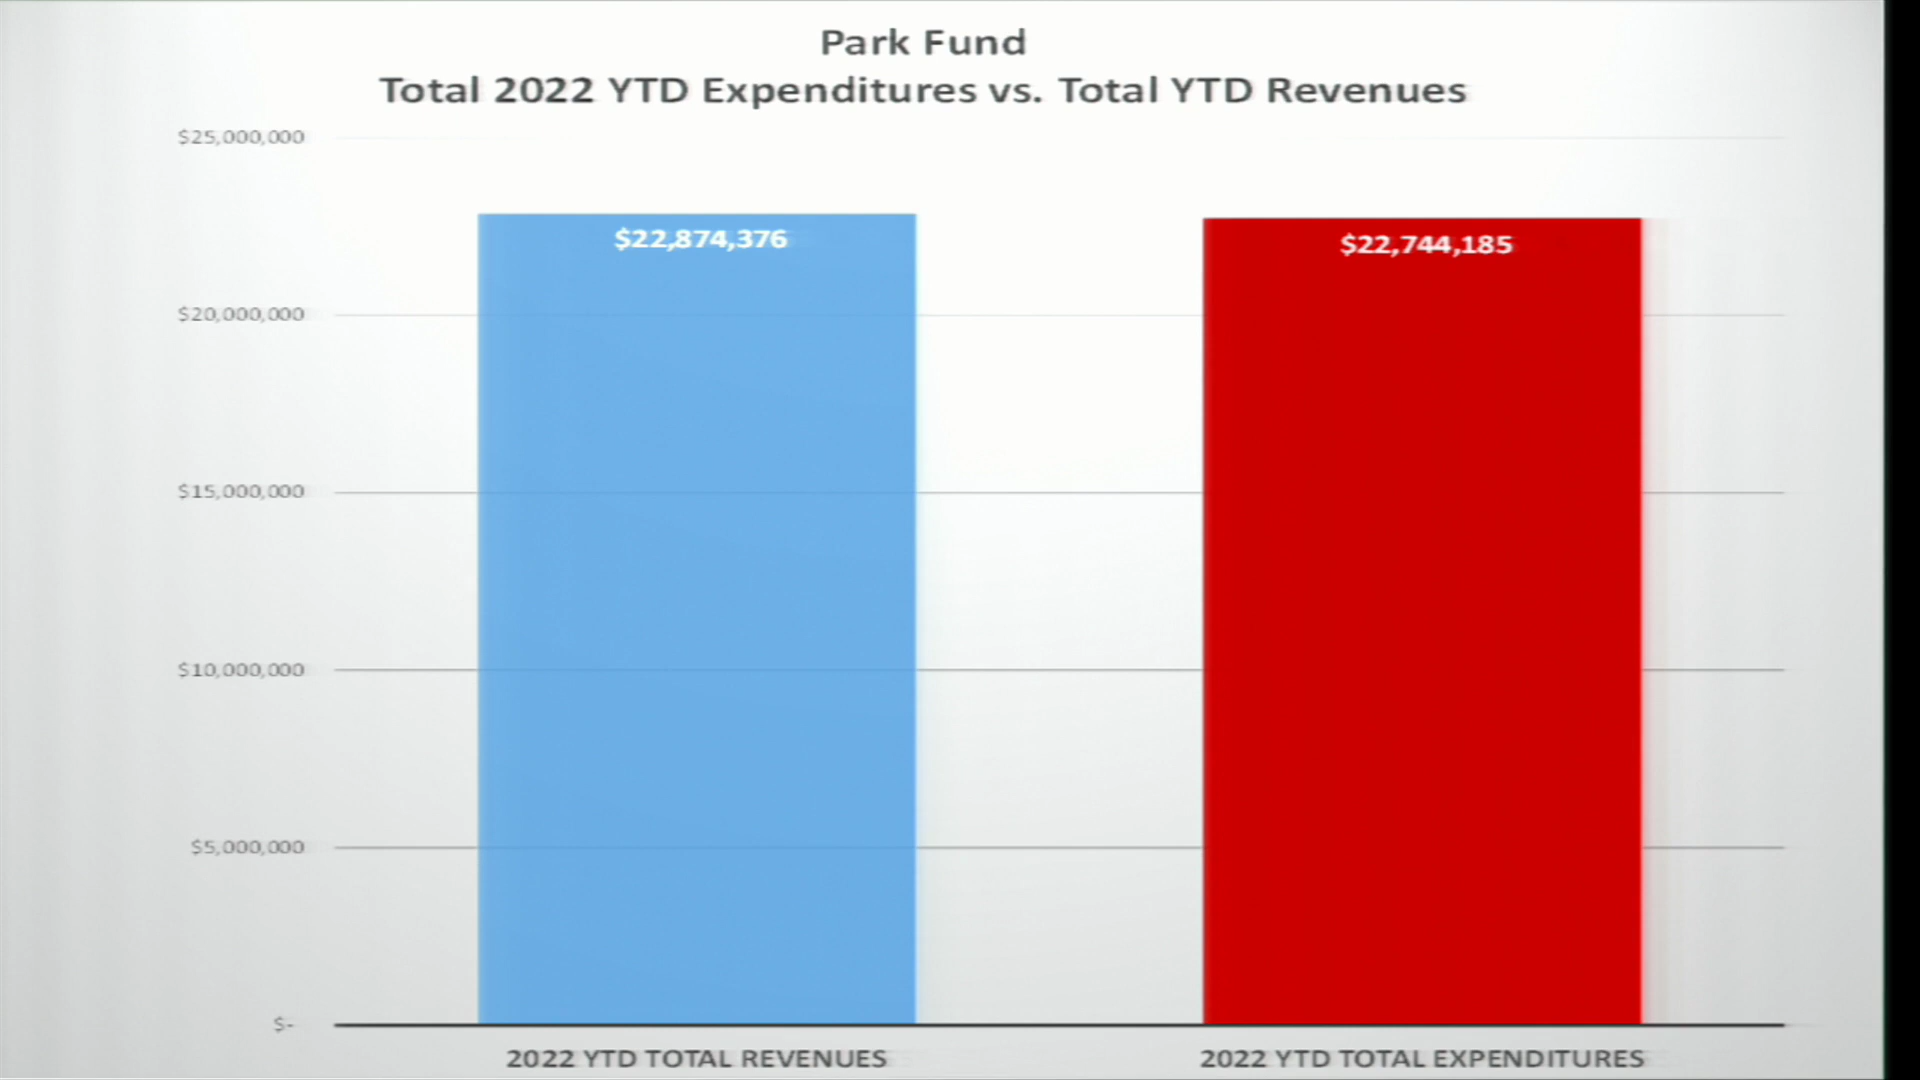 Park Fund
Total 2022 YTD Expenditures vs. Total YTD Revenues
$25,000,000
$22,874,376
$22,744,185
$20,000,000
$15,000,000
$10,000,000
$5,000,000
$-
2022 YTD TOTAL REVENUES
2022 YTD TOTAL EXPENDITURES